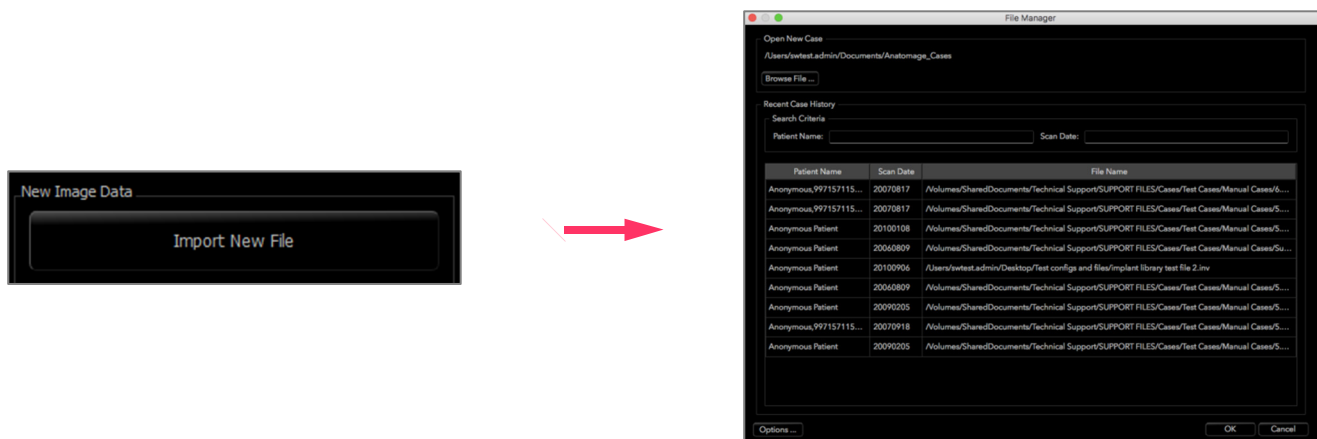 New Image Data
Import New File
File Manager
Open New Case
/Users/swtest.admin/Documents/Anatomage_Cases
Browse File ...
Recent Case History
Search Criteria
Patient Name: Scan Date:
Patient Name Scan Date File Name
Anonymous,997157115... 20070817 /Volumes/SharedDocuments/Technical Support/SUPPORT FILES/Cases/Test Cases/Manual Cases/6....
Anonymous,997157115... 20070817 /Volumes/SharedDocuments/Technical Support/SUPPORT FILES/Cases/Test Cases/Manual Cases/5....
Anonymous Patient 20100108 /Volumes/SharedDocuments/Technical Support/SUPPORT FILES/Cases/Test Cases/Manual Cases/5....
Anonymous Patient 20060809 /Volumes/SharedDocuments/Technical Support/SUPPORT FILES/Cases/Test Cases/Manual Cases/Su...
Anonymous Patient 20100906 /Users/swtest.admin/Desktop/Test configs and files/implant library test file 2.inv
Anonymous Patient 20060809 /Volumes/SharedDocuments/Technical Support/SUPPORT FILES/Cases/Test Cases/Manual Cases/5....
Anonymous Patient 20090205 /Volumes/SharedDocuments/Technical Support/SUPPORT FILES/Cases/Test Cases/Manual Cases/5....
Anonymous,997157115... 20070918 /Volumes/SharedDocuments/Technical Support/SUPPORT FILES/Cases/Test Cases/Manual Cases/5....
Anonymous Patient 20090205 /Volumes/SharedDocuments/Technical Support/SUPPORT FILES/Cases/Test Cases/Manual Cases/5....
Options ... OK Cancel